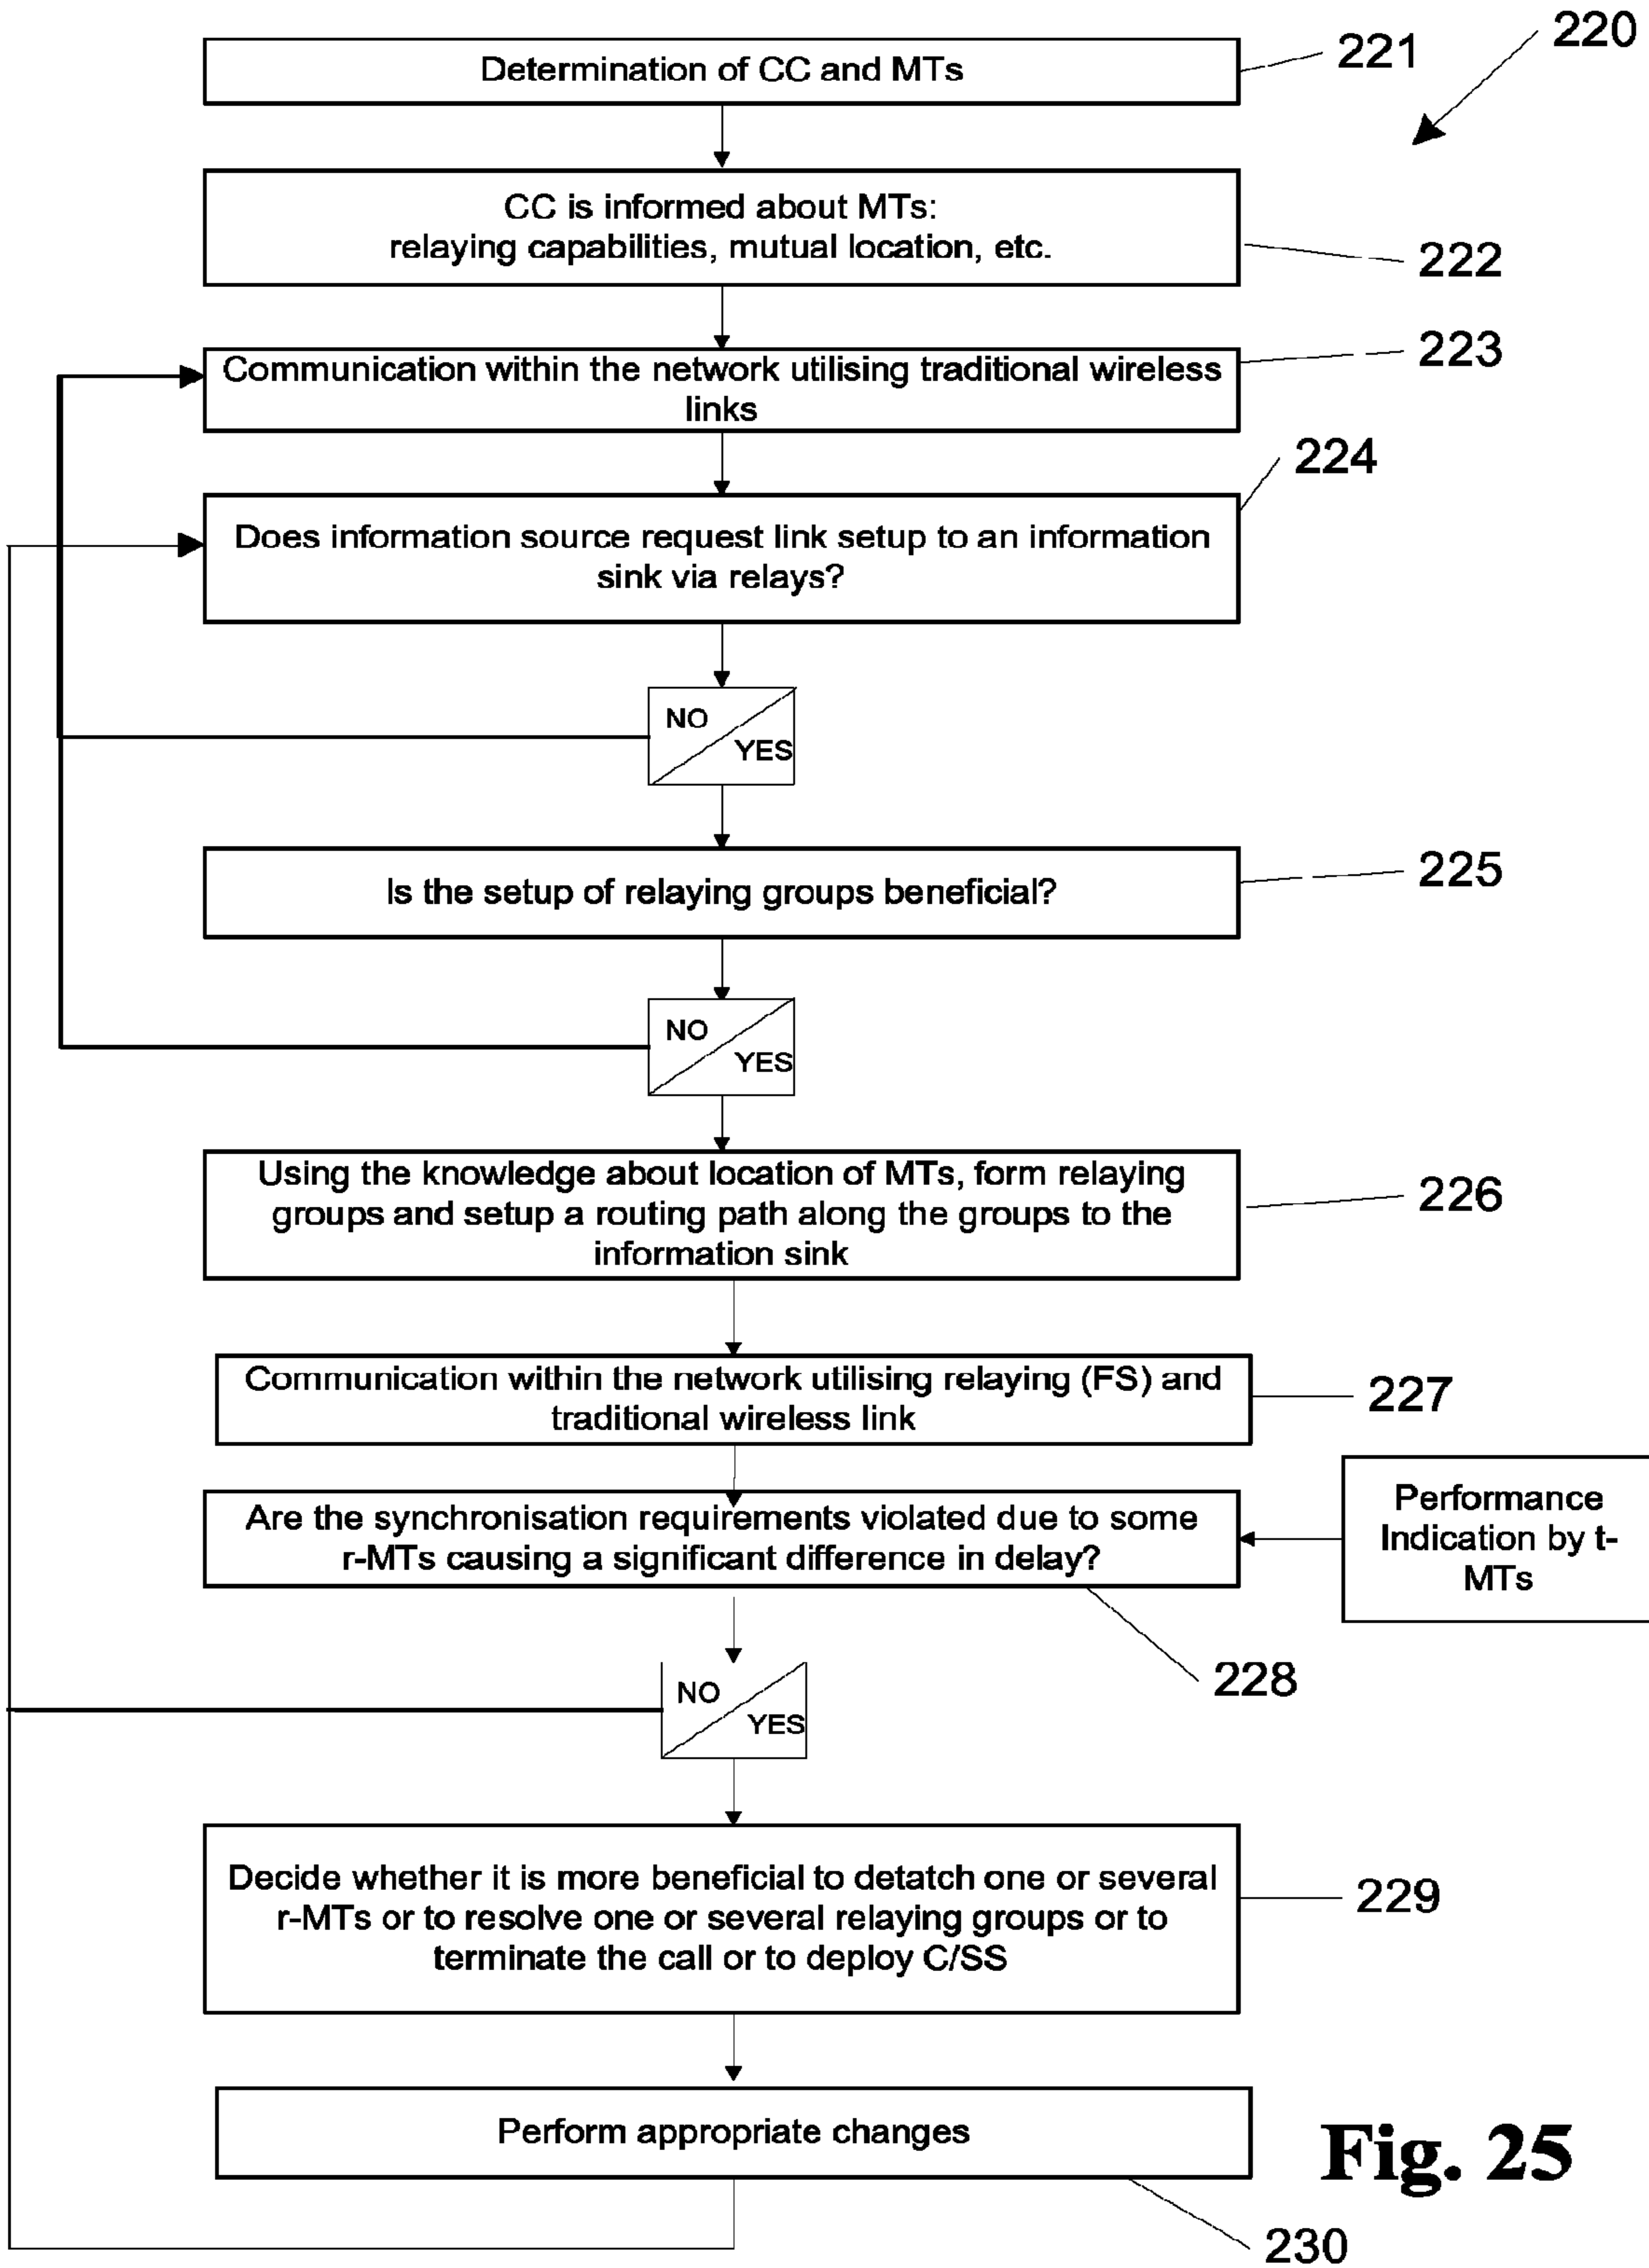 220
Determination of CC and MTs
221
CC is informed about MTs:
relaying capabilities, mutual location, etc.
222
Communication within the network utilising traditional wireless
links
223
224
Does information source request link setup to an information
sink via relays?
NO
YES
Is the setup of relaying groups beneficial?
225
NO
YES
Using the knowledge about location of MTs, form relaying
groups and setup a routing path along the groups to the
information sink
226
Communication within the network utilising relaying (FS) and
traditional wireless link
227
Are the synchronisation requirements violated due to some
r-MTs causing a significant difference in delay?
Performance
Indication by t-
MTs
228
NO
YES
Decide whether it is more beneficial to detatch one or several
r-MTs or to resolve one or several relaying groups or to
terminate the call or to deploy C/SS
229
Perform appropriate changes
Fig. 25
230